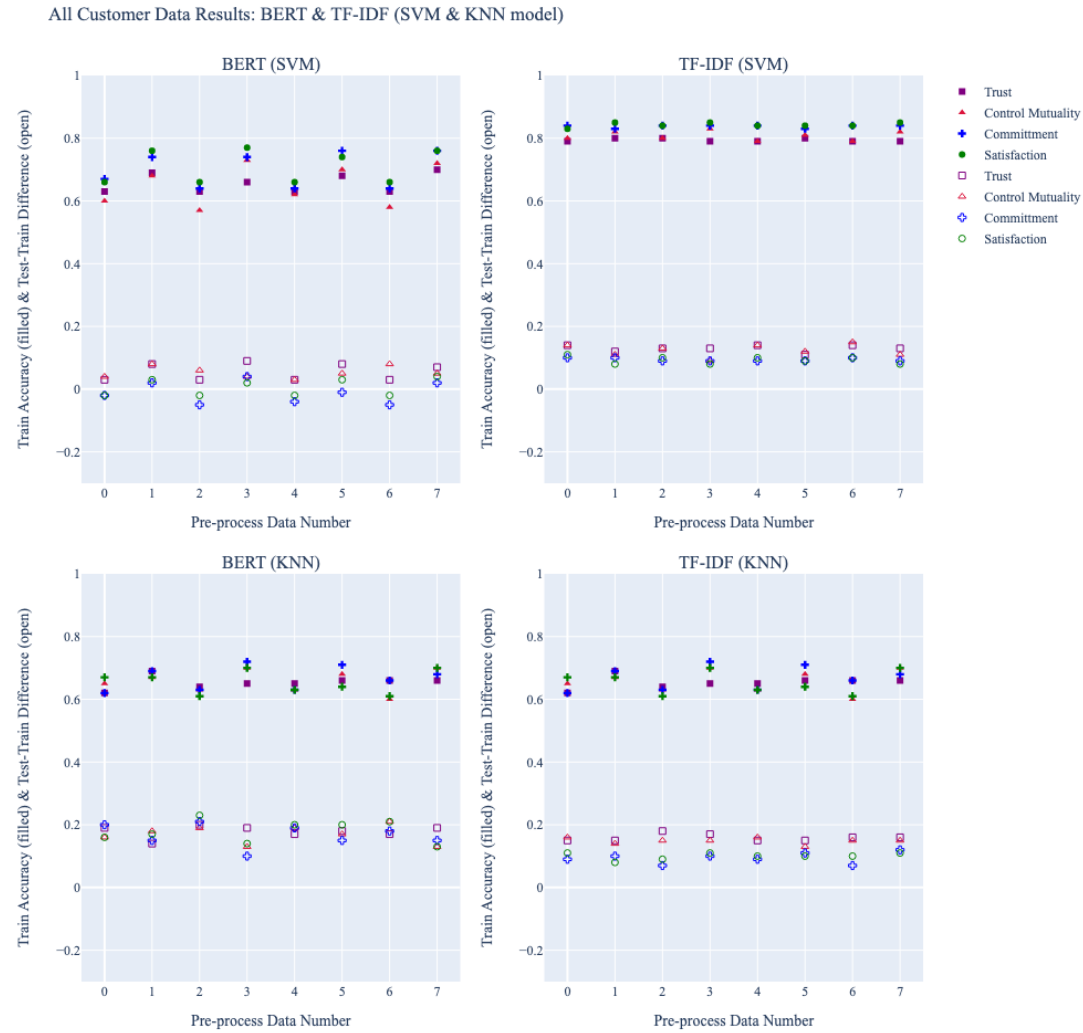 All Customer Data Results: BERT & TF-IDF (SVM & KNN model)
BERT (SVM)
Train Accuracy (filled) & Test-Train Difference (open)
1
0.8
0.6
0.4
0.2
0
−0.2
0 1 2 3 4 5 6 7
Pre-process Data Number
TF-IDF (SVM)
Train Accuracy (filled) & Test-Train Difference (open)
1
0.8
0.6
0.4
0.2
0
−0.2
0 1 2 3 4 5 6 7
Pre-process Data Number
Trust
Control Mutuality
Committment
Satisfaction
Trust
Control Mutuality
Committment
Satisfaction
BERT (KNN)
Train Accuracy (filled) & Test-Train Difference (open)
1
0.8
0.6
0.4
0.2
0
−0.2
0 1 2 3 4 5 6 7
Pre-process Data Number
TF-IDF (KNN)
Train Accuracy (filled) & Test-Train Difference (open)
1
0.8
0.6
0.4
0.2
0
−0.2
0 1 2 3 4 5 6 7
Pre-process Data Number